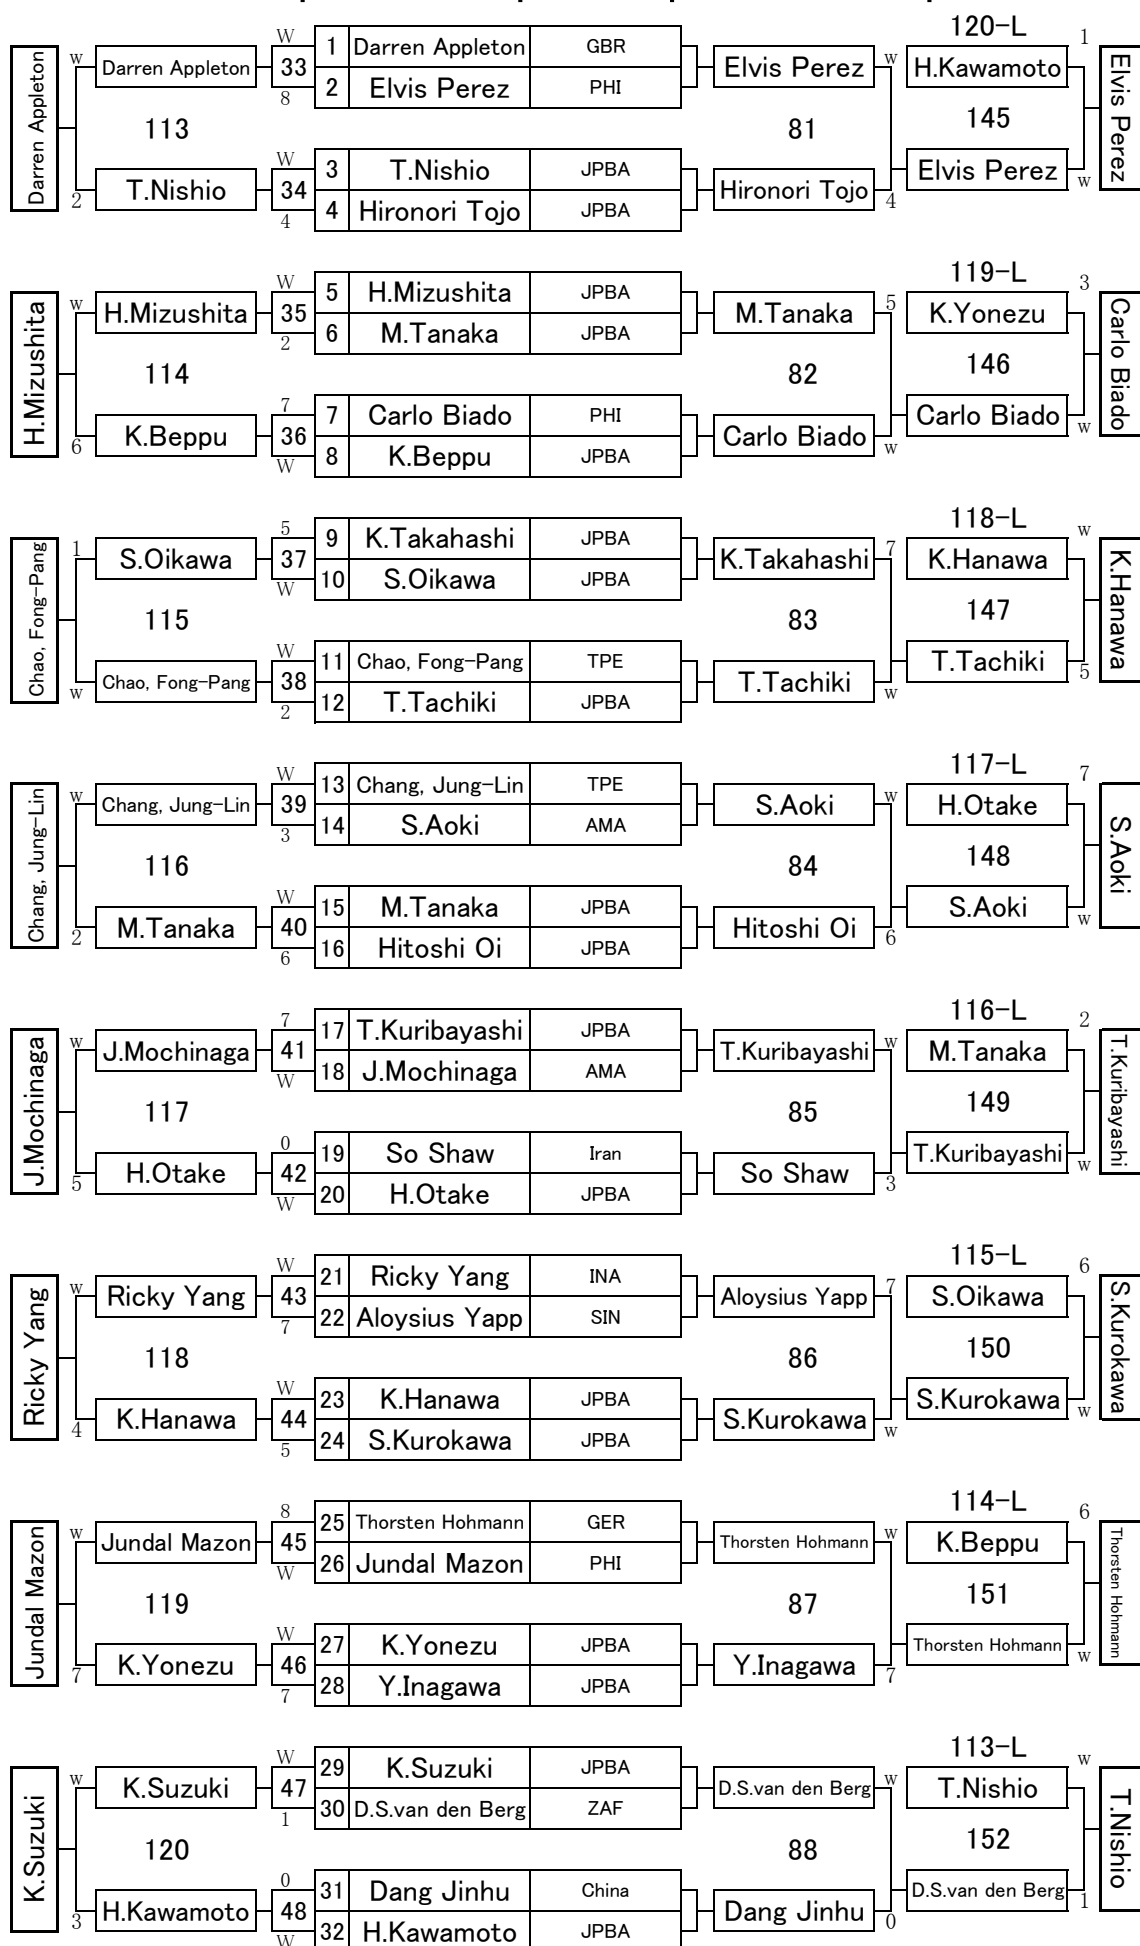 120-L
W 1 Darren Appleton GBR 1
Darren Appleton w Darren Appleton 33 Elvis Perez w H.Kawamoto Elvis Perez
8 2 Elvis Perez PHI
113 81 145
W 3 T.Nishio JPBA Elvis Perez w
2 T.Nishio 34 Hironori Tojo 4
4 4 Hironori Tojo JPBA
119-L
W 5 H.Mizushita JPBA 3
H.Mizushita w H.Mizushita 35 M.Tanaka 5 K.Yonezu Carlo Biado
2 6 M.Tanaka JPBA
114 82 146
7 7 Carlo Biado PHI Carlo Biado w
6 K.Beppu 36 Carlo Biado w
W 8 K.Beppu JPBA
118-L
5 9 K.Takahashi JPBA w
Chao, Fong-Pang 1 S.Oikawa 37 K.Takahashi 7 K.Hanawa K.Hanawa
W 10 S.Oikawa JPBA
115 83 147
W 11 Chao, Fong-Pang TPE T.Tachiki 5
w Chao, Fong-Pang 38 T.Tachiki w
2 12 T.Tachiki JPBA
117-L
W 13 Chang, Jung-Lin TPE 7
Chang, Jung-Lin w Chang, Jung-Lin 39 S.Aoki w H.Otake S.Aoki
3 14 S.Aoki AMA
116 84 148
W 15 M.Tanaka JPBA S.Aoki w
2 M.Tanaka 40 Hitoshi Oi 6
6 16 Hitoshi Oi JPBA
116-L
7 17 T.Kuribayashi JPBA 2
J.Mochinaga w J.Mochinaga 41 T.Kuribayashi w M.Tanaka T.Kuribayashi
W 18 J.Mochinaga AMA
117 85 149
0 19 So Shaw Iran T.Kuribayashi w
5 H.Otake 42 So Shaw 3
W 20 H.Otake JPBA
115-L
W 21 Ricky Yang INA 6
Ricky Yang w Ricky Yang 43 Aloysius Yapp 7 S.Oikawa S.Kurokawa
7 22 Aloysius Yapp SIN
118 86 150
W 23 K.Hanawa JPBA S.Kurokawa w
4 K.Hanawa 44 S.Kurokawa w
5 24 S.Kurokawa JPBA
114-L
8 25 Thorsten Hohmann GER 6
Jundal Mazon w Jundal Mazon 45 Thorsten Hohmann w K.Beppu Thorsten Hohmann
W 26 Jundal Mazon PHI
119 87 151
W 27 K.Yonezu JPBA Thorsten Hohmann w
7 K.Yonezu 46 Y.Inagawa 7
7 28 Y.Inagawa JPBA
113-L
W 29 K.Suzuki JPBA w
K.Suzuki w K.Suzuki 47 D.S.van den Berg w T.Nishio T.Nishio
1 30 D.S.van den Berg ZAF
120 88 152
0 31 Dang Jinhu China D.S.van den Berg 1
3 H.Kawamoto 48 Dang Jinhu 0
W 32 H.Kawamoto JPBA